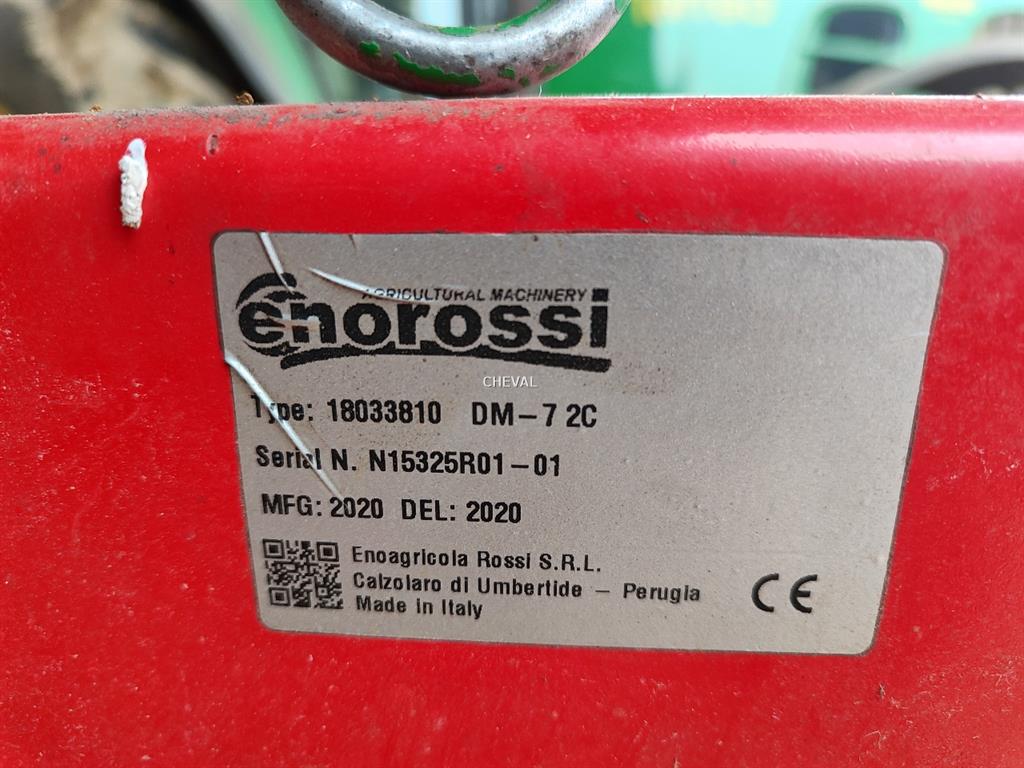 AGRICULTURAL MACHINERY
enorossi
CHEVAL
Type: 18033810 DM-7 2C
Serial N. N15325R01-01
MFG: 2020 DEL: 2020
Enoagricola Rossi S.R.L.
Calzolaro di Umbertide - Perugia
Made in Italy
CE